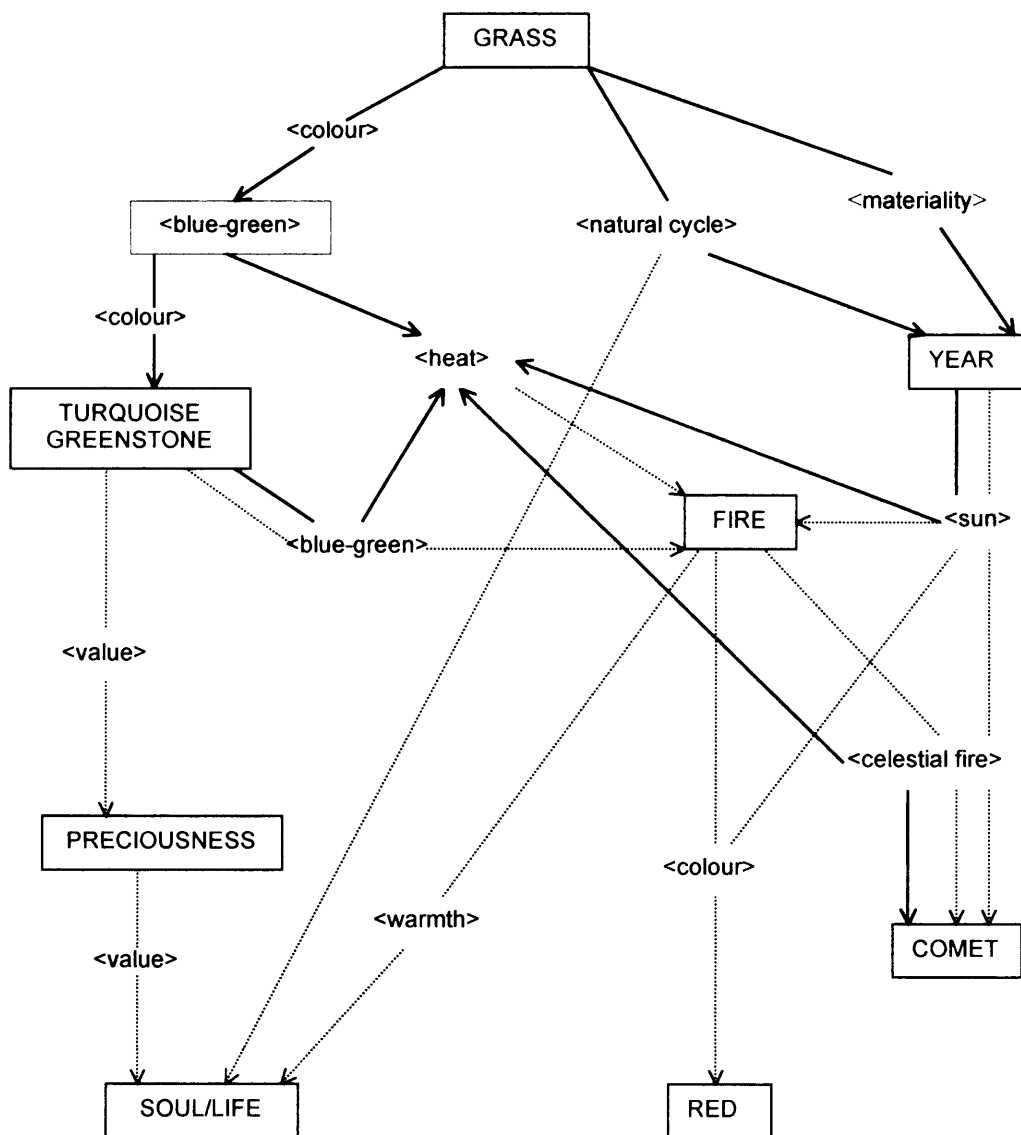 GRASS
<colour>
<blue-green>
<natural cycle>
<materiality>
<colour>
<heat>
YEAR
TURQUOISE
GREENSTONE
FIRE
<sun>
<blue-green>
<value>
<celestial fire>
PRECIOUSNESS
<colour>
<warmth>
COMET
<value>
SOUL/LIFE
RED